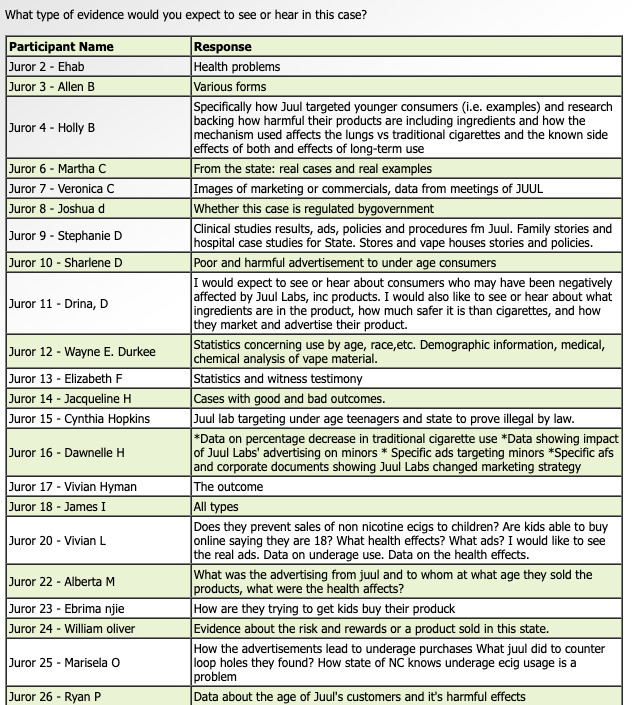 What type of evidence would you expect to see or hear in this case?
Participant Name Response
Juror 2 - Ehab Health problems
Juror 3 - Allen B Various forms
Juror 4 - Holly B Specifically how Juul targeted younger consumers (i.e. examples) and research
backing how harmful their products are including ingredients and how the
mechanism used affects the lungs vs traditional cigarettes and the known side
effects of both and effects of long-term use
Juror 6 - Martha C From the state: real cases and real examples
Juror 7 - Veronica C Images of marketing or commercials, data from meetings of JUUL
Juror 8 - Joshua d Whether this case is regulated bygovernment
Juror 9 - Stephanie D Clinical studies results, ads, policies and procedures fm Juul. Family stories and
hospital case studies for State. Stores and vape houses stories and policies.
Juror 10 - Sharlene D Poor and harmful advertisement to under age consumers
Juror 11 - Drina, D I would expect to see or hear about consumers who may have been negatively
affected by Juul Labs, inc products. I would also like to see or hear about what
ingredients are in the product, how much safer it is than cigarettes, and how
they market and advertise their product.
Juror 12 - Wayne E. Durkee Statistics concerning use by age, race,etc. Demographic information, medical,
chemical analysis of vape material.
Juror 13 - Elizabeth F Statistics and witness testimony
Juror 14 - Jacqueline H Cases with good and bad outcomes.
Juror 15 - Cynthia Hopkins Juul lab targeting under age teenagers and state to prove illegal by law.
Juror 16 - Dawnelle H *Data on percentage decrease in traditional cigarette use *Data showing impact
of Juul Labs' advertising on minors * Specific ads targeting minors *Specific afs
and corporate documents showing Juul Labs changed marketing strategy
Juror 17 - Vivian Hyman The outcome
Juror 18 - James I All types
Juror 20 - Vivian L Does they prevent sales of non nicotine ecigs to children? Are kids able to buy
online saying they are 18? What health effects? What ads? I would like to see
the real ads. Data on underage use. Data on the health effects.
Juror 22 - Alberta M What was the advertising from juul and to whom at what age they sold the
products, what were the health affects?
Juror 23 - Ebrima njie How are they trying to get kids buy their produck
Juror 24 - William oliver Evidence about the risk and rewards or a product sold in this state.
Juror 25 - Marisela O How the advertisements lead to underage purchases What juul did to counter
loop holes they found? How state of NC knows underage ecig usage is a
problem
Juror 26 - Ryan P Data about the age of Juul's customers and it's harmful effects